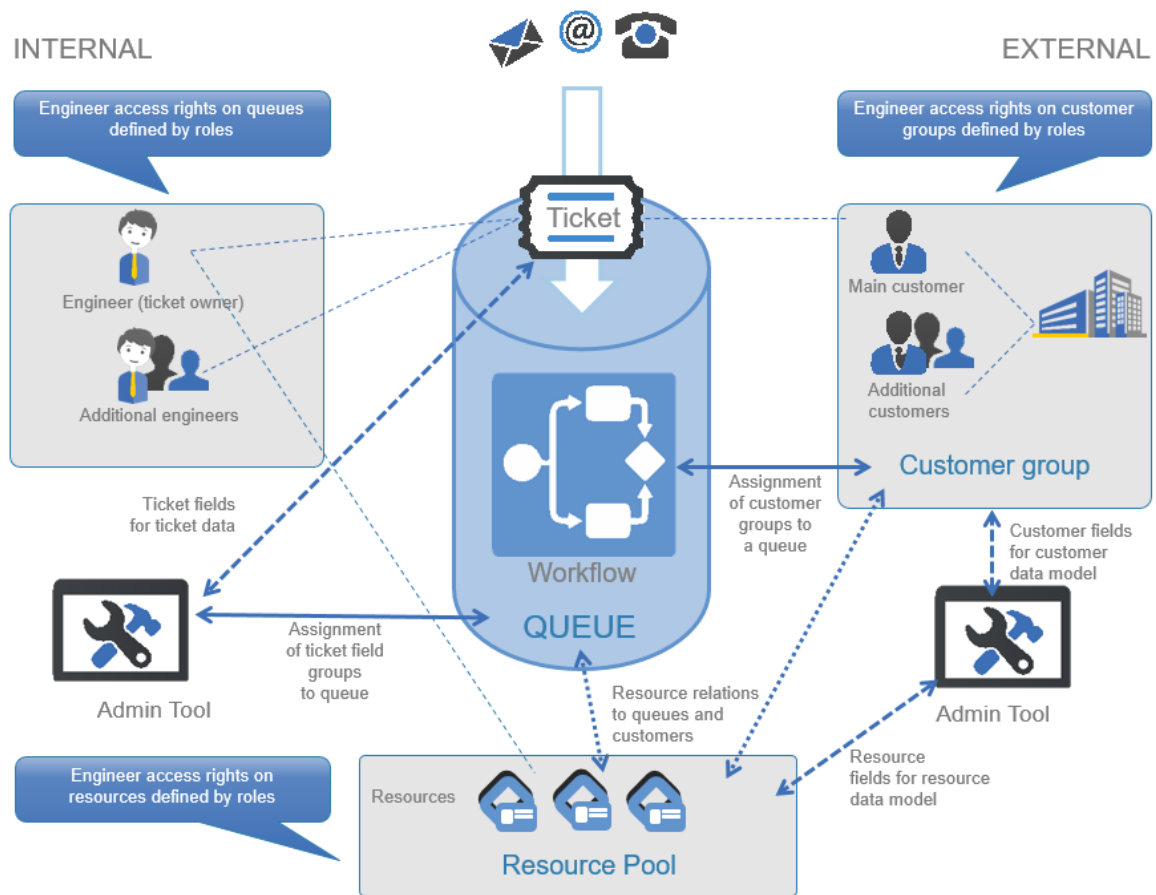 INTERNAL
@
EXTERNAL
Engineer access rights on queues
defined by roles
Engineer access rights on customer
groups defined by roles
Ticket
Engineer (ticket owner)
Additional engineers
Main customer
Additional
customers
Customer group
Ticket fields
for ticket data
Workflow
QUEUE
Assignment
of customer
groups to
a queue
Customer fields
for customer
data model
Admin Tool
Assignment
of ticket field
groups
to queue
Resource relations
to queues and
customers
Admin Tool
Resource
fields for resource
data model
Engineer access rights on
resources defined by roles
Resources
Resource Pool